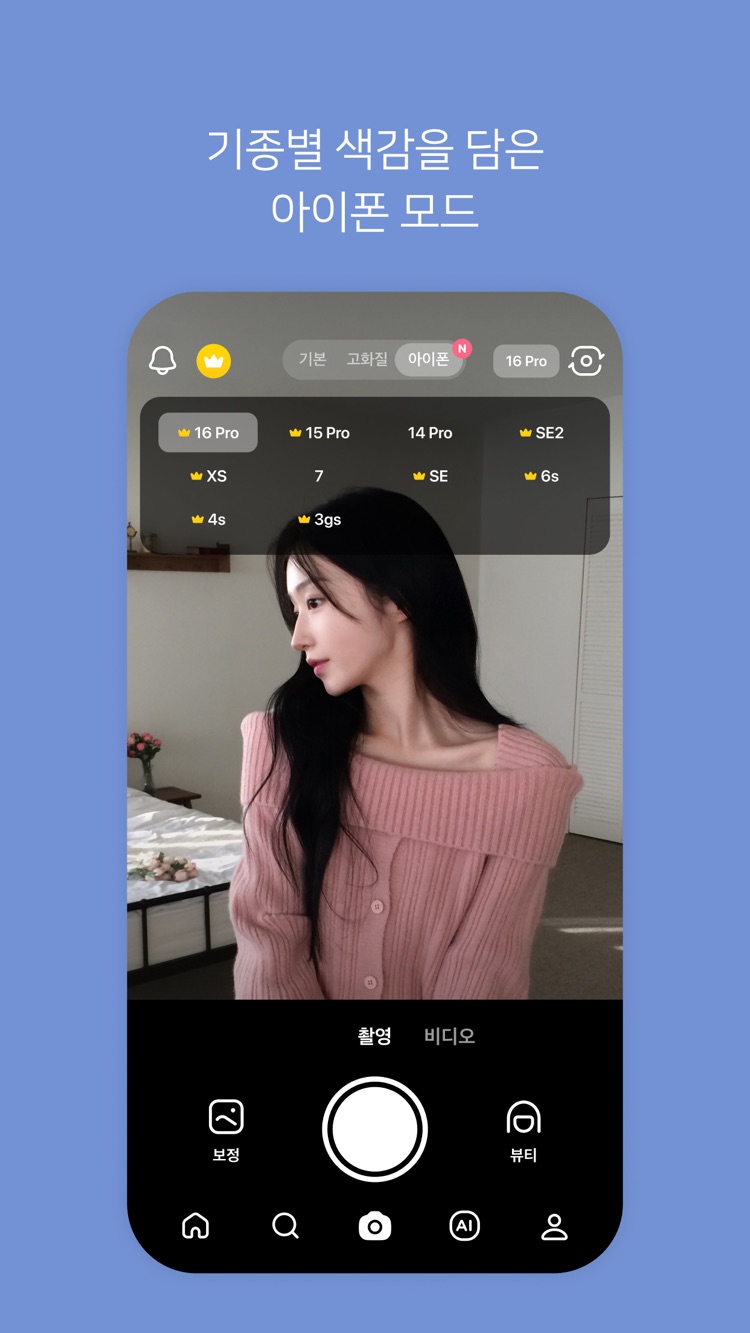 기종별 색감을 담은
아이폰 모드
기본 고화질 아이폰 N 16 Pro
16 Pro 15 Pro 14 Pro SE2
XS 7 SE 6s
4s 3gs
촬영 비디오
보정 뷰티
AI